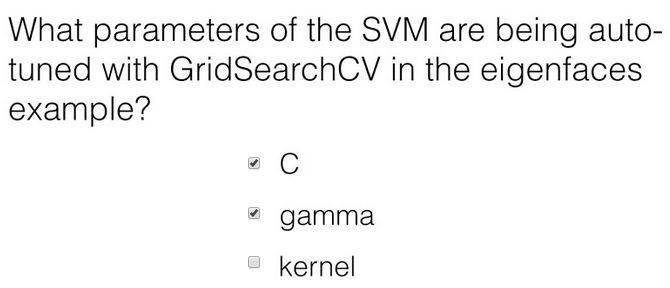 What parameters of the SVM are being auto-
tuned with GridSearchCV in the eigenfaces
example?
C
gamma
kernel